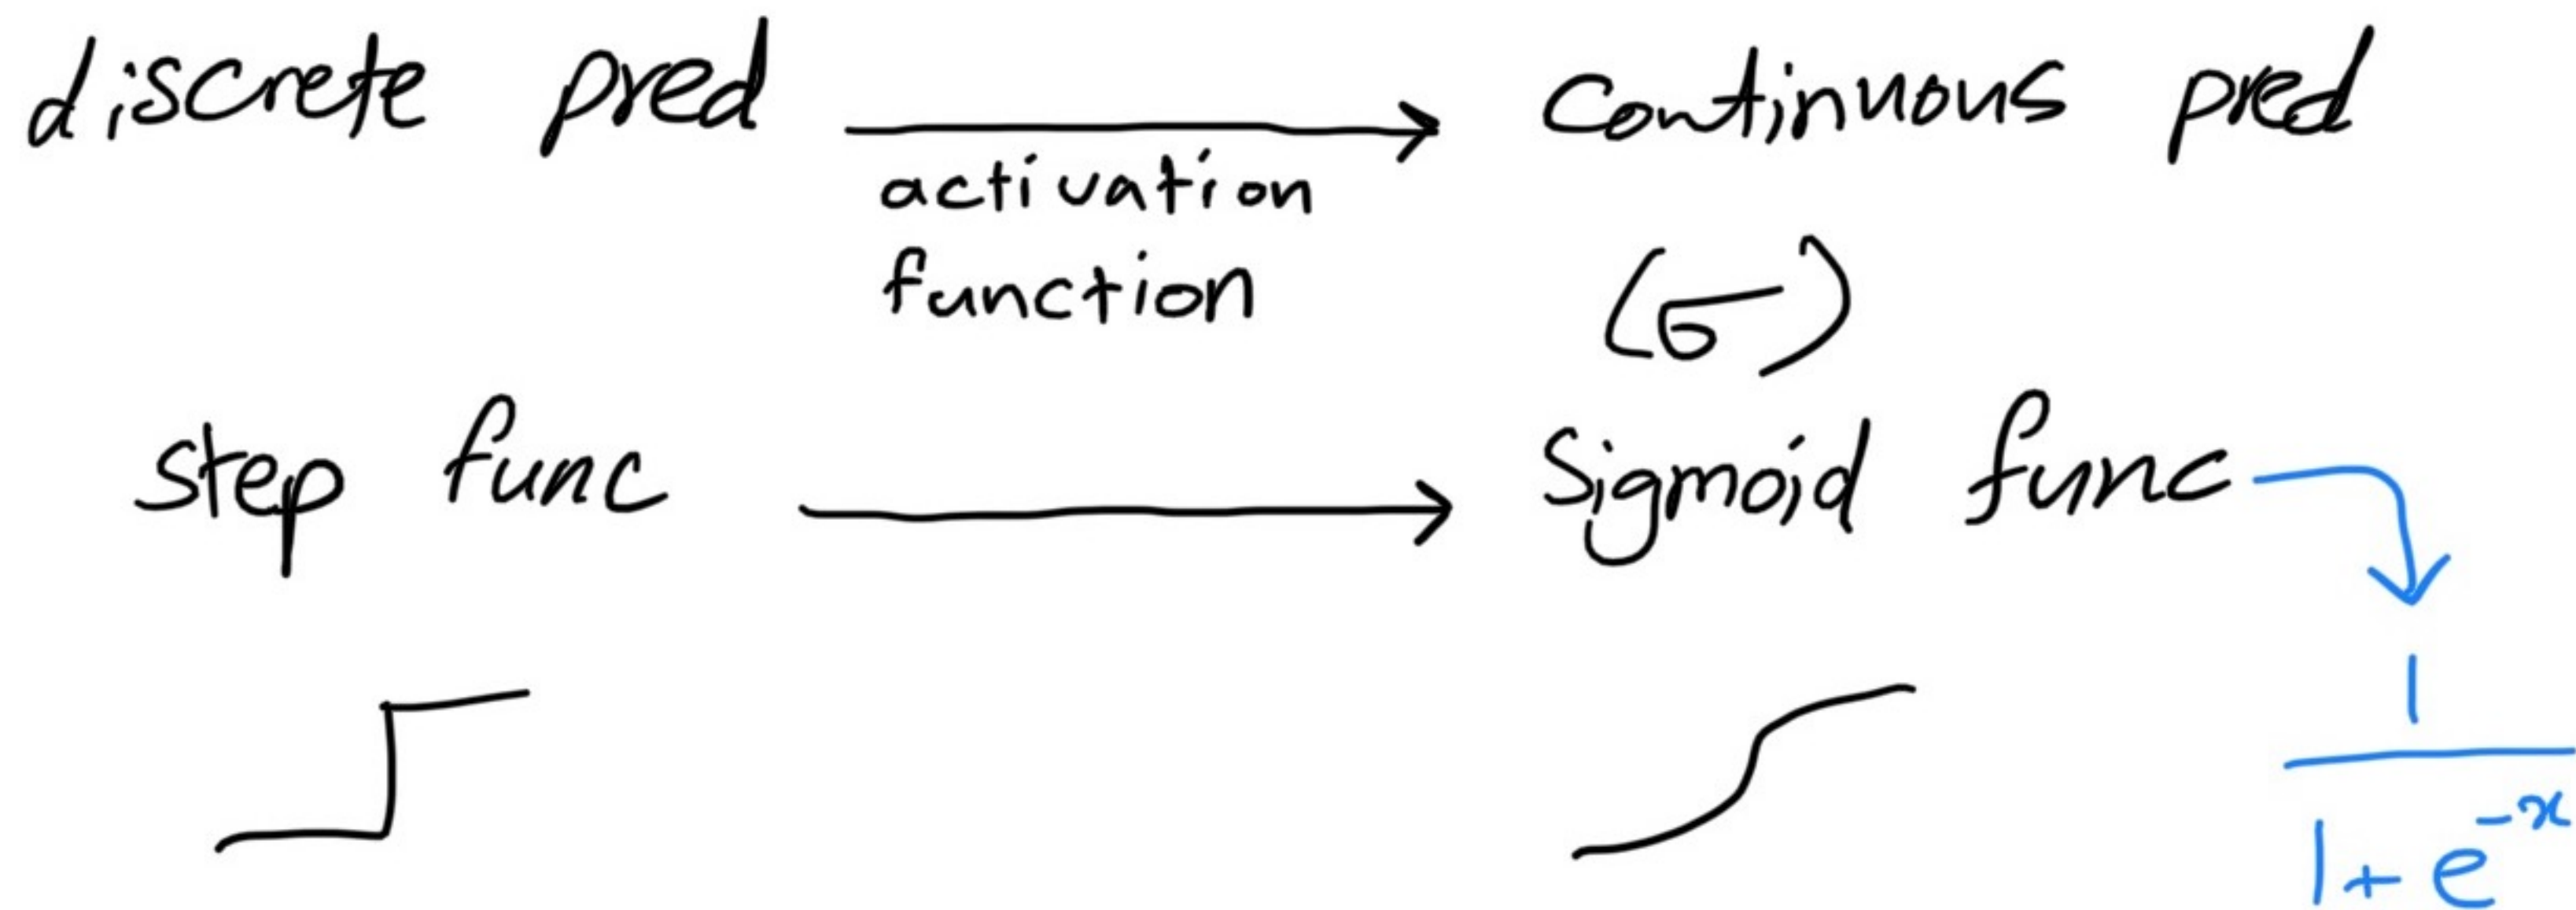 discrete pred continuous pred
activation
function
(σ)
step func Sigmoid func
1
1 + e^-x